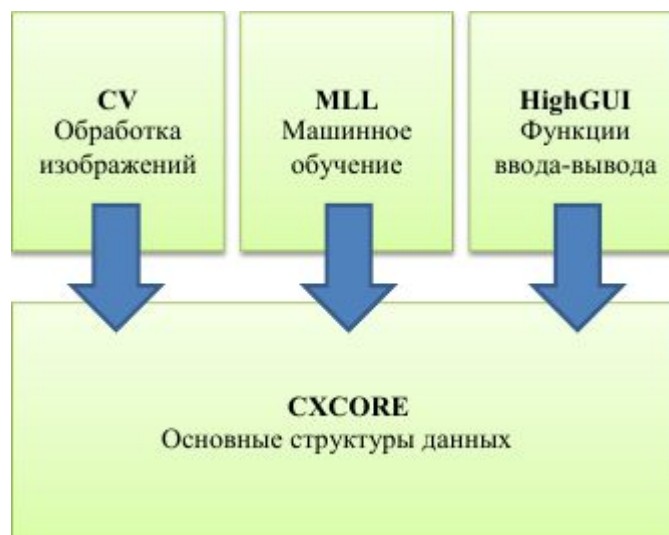 CV
Обработка
изображений
MLL
Машинное
обучение
HighGUI
Функции
ввода-вывода
CXCORE
Основные структуры данных